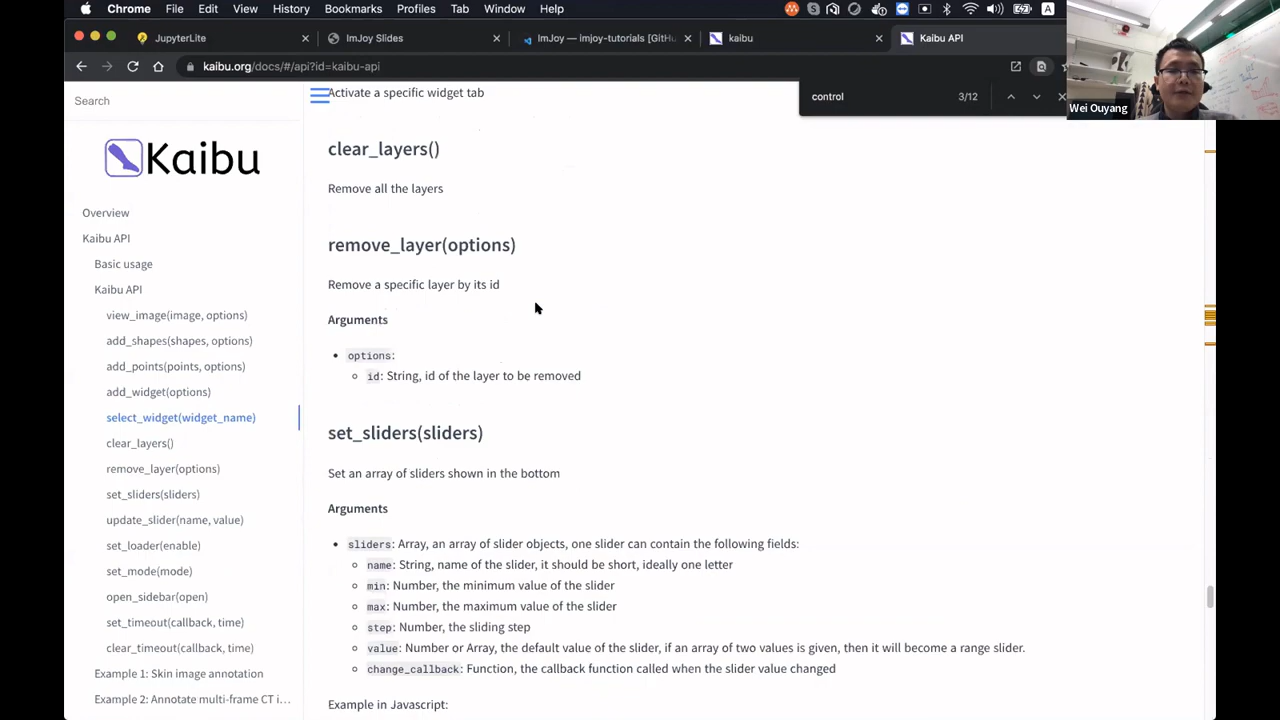 Chrome File Edit View History Bookmarks Profiles Tab Window Help
JupyterLite
ImJoy Slides
ImJoy — imjoy-tutorials [GitHu
kaibu
Kaibu API
kaibu.org/docs/#/api?id=kaibu-api
control 3/12
Wei Ouyang
Search
Kaibu
Overview
Kaibu API
Basic usage
Kaibu API
view_image(image, options)
add_shapes(shapes, options)
add_points(points, options)
add_widget(options)
select_widget(widget_name)
clear_layers()
remove_layer(options)
set_sliders(sliders)
update_slider(name, value)
set_loader(enable)
set_mode(mode)
open_sidebar(open)
set_timeout(callback, time)
clear_timeout(callback, time)
Example 1: Skin image annotation
Example 2: Annotate multi-frame CT i...
Activate a specific widget tab
clear_layers()
Remove all the layers
remove_layer(options)
Remove a specific layer by its id
Arguments
options:
id: String, id of the layer to be removed
set_sliders(sliders)
Set an array of sliders shown in the bottom
Arguments
sliders: Array, an array of slider objects, one slider can contain the following fields:
name: String, name of the slider, it should be short, ideally one letter
min: Number, the minimum value of the slider
max: Number, the maximum value of the slider
step: Number, the sliding step
value: Number or Array, the default value of the slider, if an array of two values is given, then it will become a range slider.
change_callback: Function, the callback function called when the slider value changed
Example in Javascript: